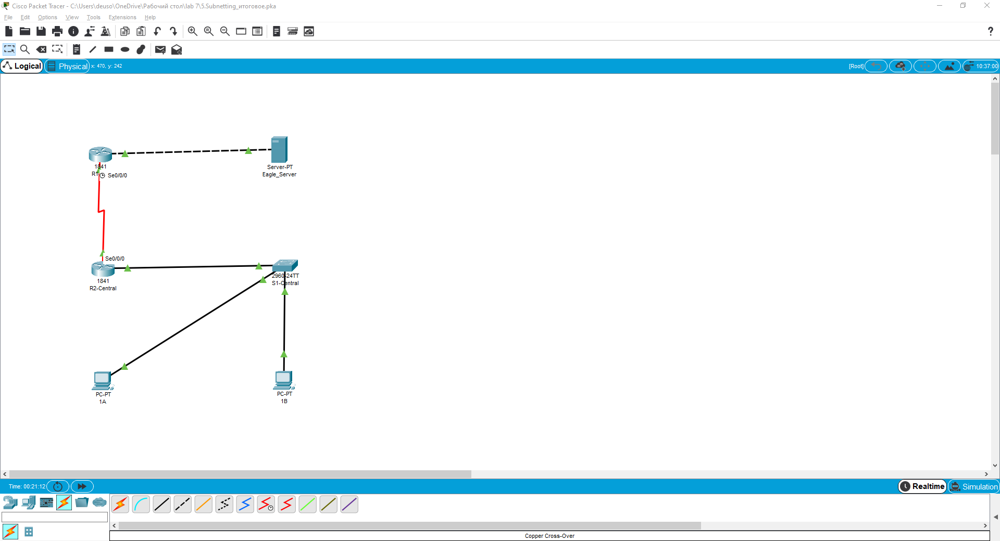 Cisco Packet Tracer - C:\Users\deuso\OneDrive\Рабочий стол\lab 7\5.Subnetting_итоговое.pka
File Edit Options View Tools Extensions Help
?
Logical Physical x: 470, y: 242 [Root] 10:37:00
1841
R1
Se0/0/0
Server-PT
Eagle_Server
Se0/0/0
1841
R2-Central
2960-24TT
S1-Central
PC-PT
1A
PC-PT
1B
Time: 00:21:12 Realtime Simulation
Copper Cross-Over